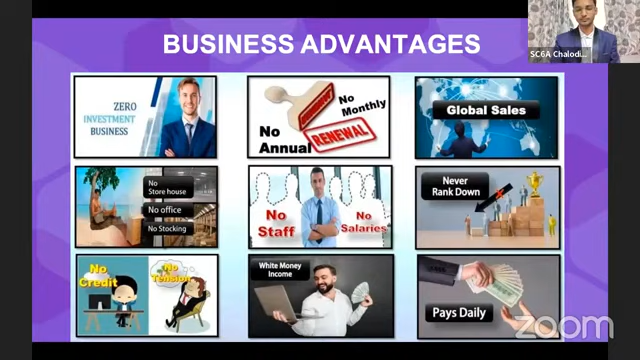 BUSINESS ADVANTAGES
SC6A Chalodi...
ZERO
INVESTMENT
BUSINESS
No Monthly
No Annual
RENEWAL
Global Sales
No
Store house
No office
No Stocking
No
Staff
No
Salaries
Never
Rank Down
No
Credit
No
Tension
White Money
Income
Pays Daily
zoom